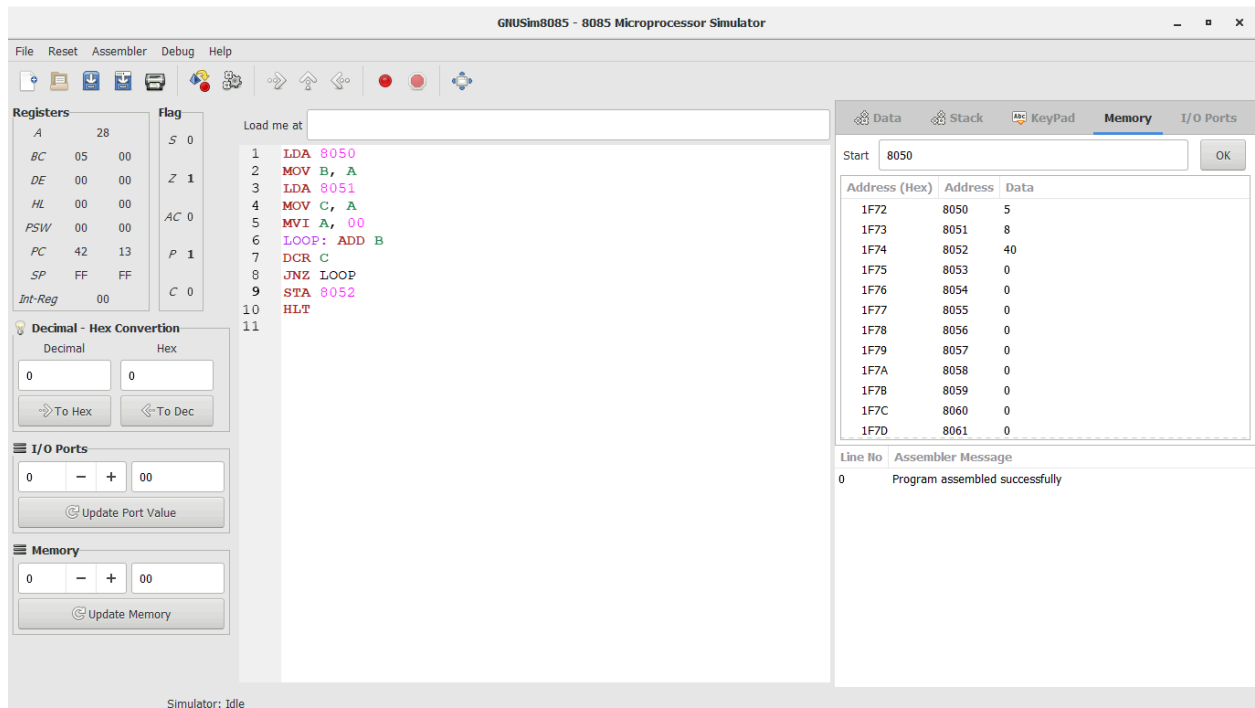 GNUSim8085 - 8085 Microprocessor Simulator
File Reset Assembler Debug Help
Registers
A 28
BC 05 00
DE 00 00
HL 00 00
PSW 00 00
PC 42 13
SP FF FF
Int-Reg 00
Flag
S 0
Z 1
AC 0
P 1
C 0
Decimal - Hex Convertion
Decimal Hex
0 0
To Hex To Dec
I/O Ports
0 − + 00
Update Port Value
Memory
0 − + 00
Update Memory
Load me at
1 LDA 8050
2 MOV B, A
3 LDA 8051
4 MOV C, A
5 MVI A, 00
6 LOOP: ADD B
7 DCR C
8 JNZ LOOP
9 STA 8052
10 HLT
11
Data Stack Abc KeyPad Memory I/O Ports
Start 8050 OK
Address (Hex) Address Data
1F72 8050 5
1F73 8051 8
1F74 8052 40
1F75 8053 0
1F76 8054 0
1F77 8055 0
1F78 8056 0
1F79 8057 0
1F7A 8058 0
1F7B 8059 0
1F7C 8060 0
1F7D 8061 0
Line No Assembler Message
0 Program assembled successfully
Simulator: Idle